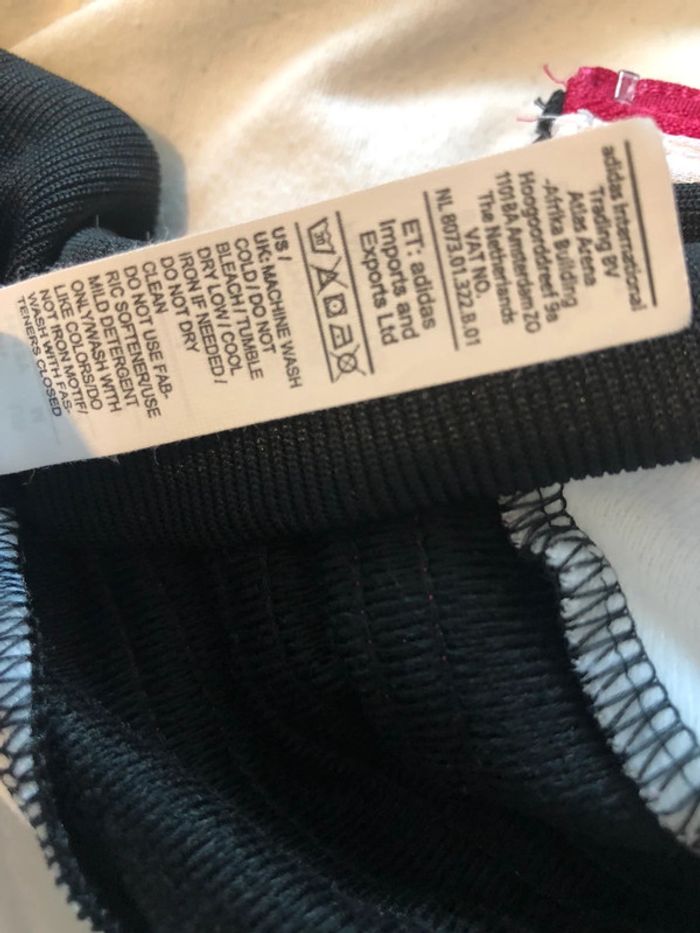 adidas International
Trading BV
Atlas Arena
-Afrika Building
Hoogoorddreef 9a
1101BA Amsterdam ZO
The Netherlands
VAT NO.
NL 8073.01.322.B.01
ET: adidas
Imports and
Exports Ltd
US /
UK: MACHINE WASH
COLD / DO NOT
BLEACH / TUMBLE
DRY LOW / COOL
IRON IF NEEDED /
DO NOT DRY
CLEAN
DO NOT USE FAB-
RIC SOFTENER/USE
MILD DETERGENT
ONLY/WASH WITH
LIKE COLORS/DO
NOT IRON MOTIF/
WASH WITH FAS-
TENERS CLOSED